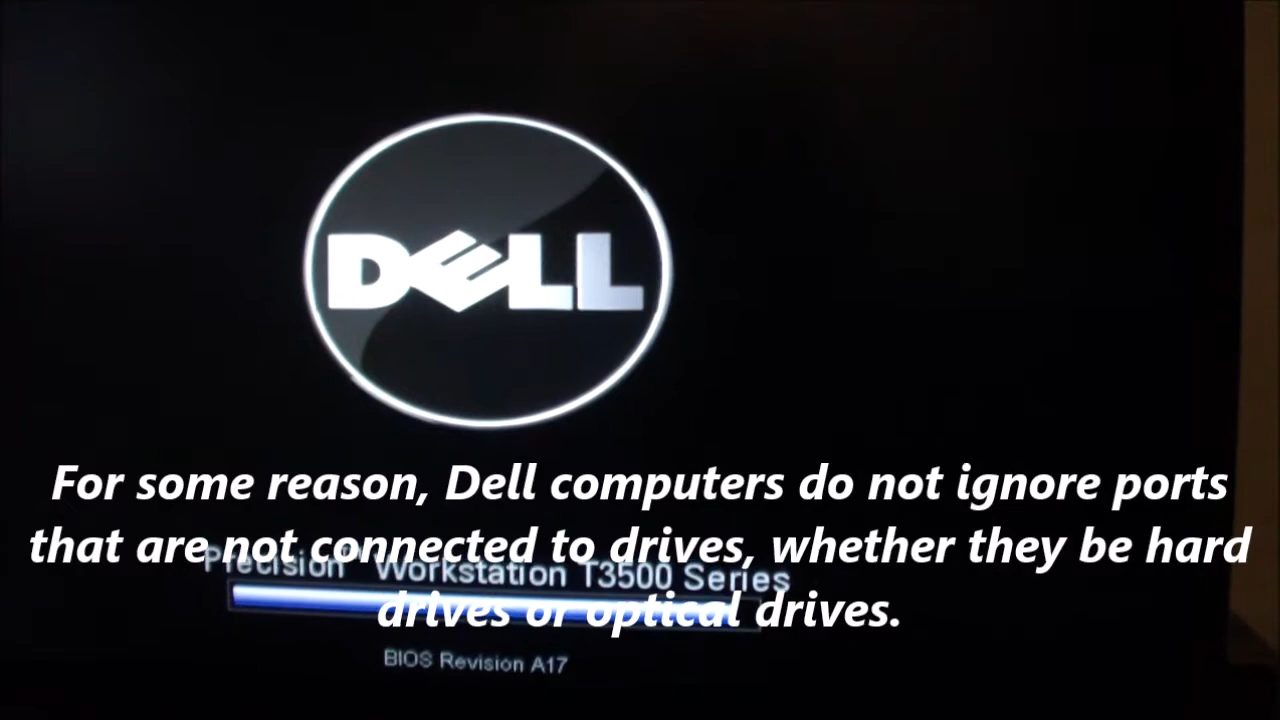 DELL
For some reason, Dell computers do not ignore ports
that are not connected to drives, whether they be hard
Precision™ Workstation T3500 Series
drives or optical drives.
BIOS Revision A17